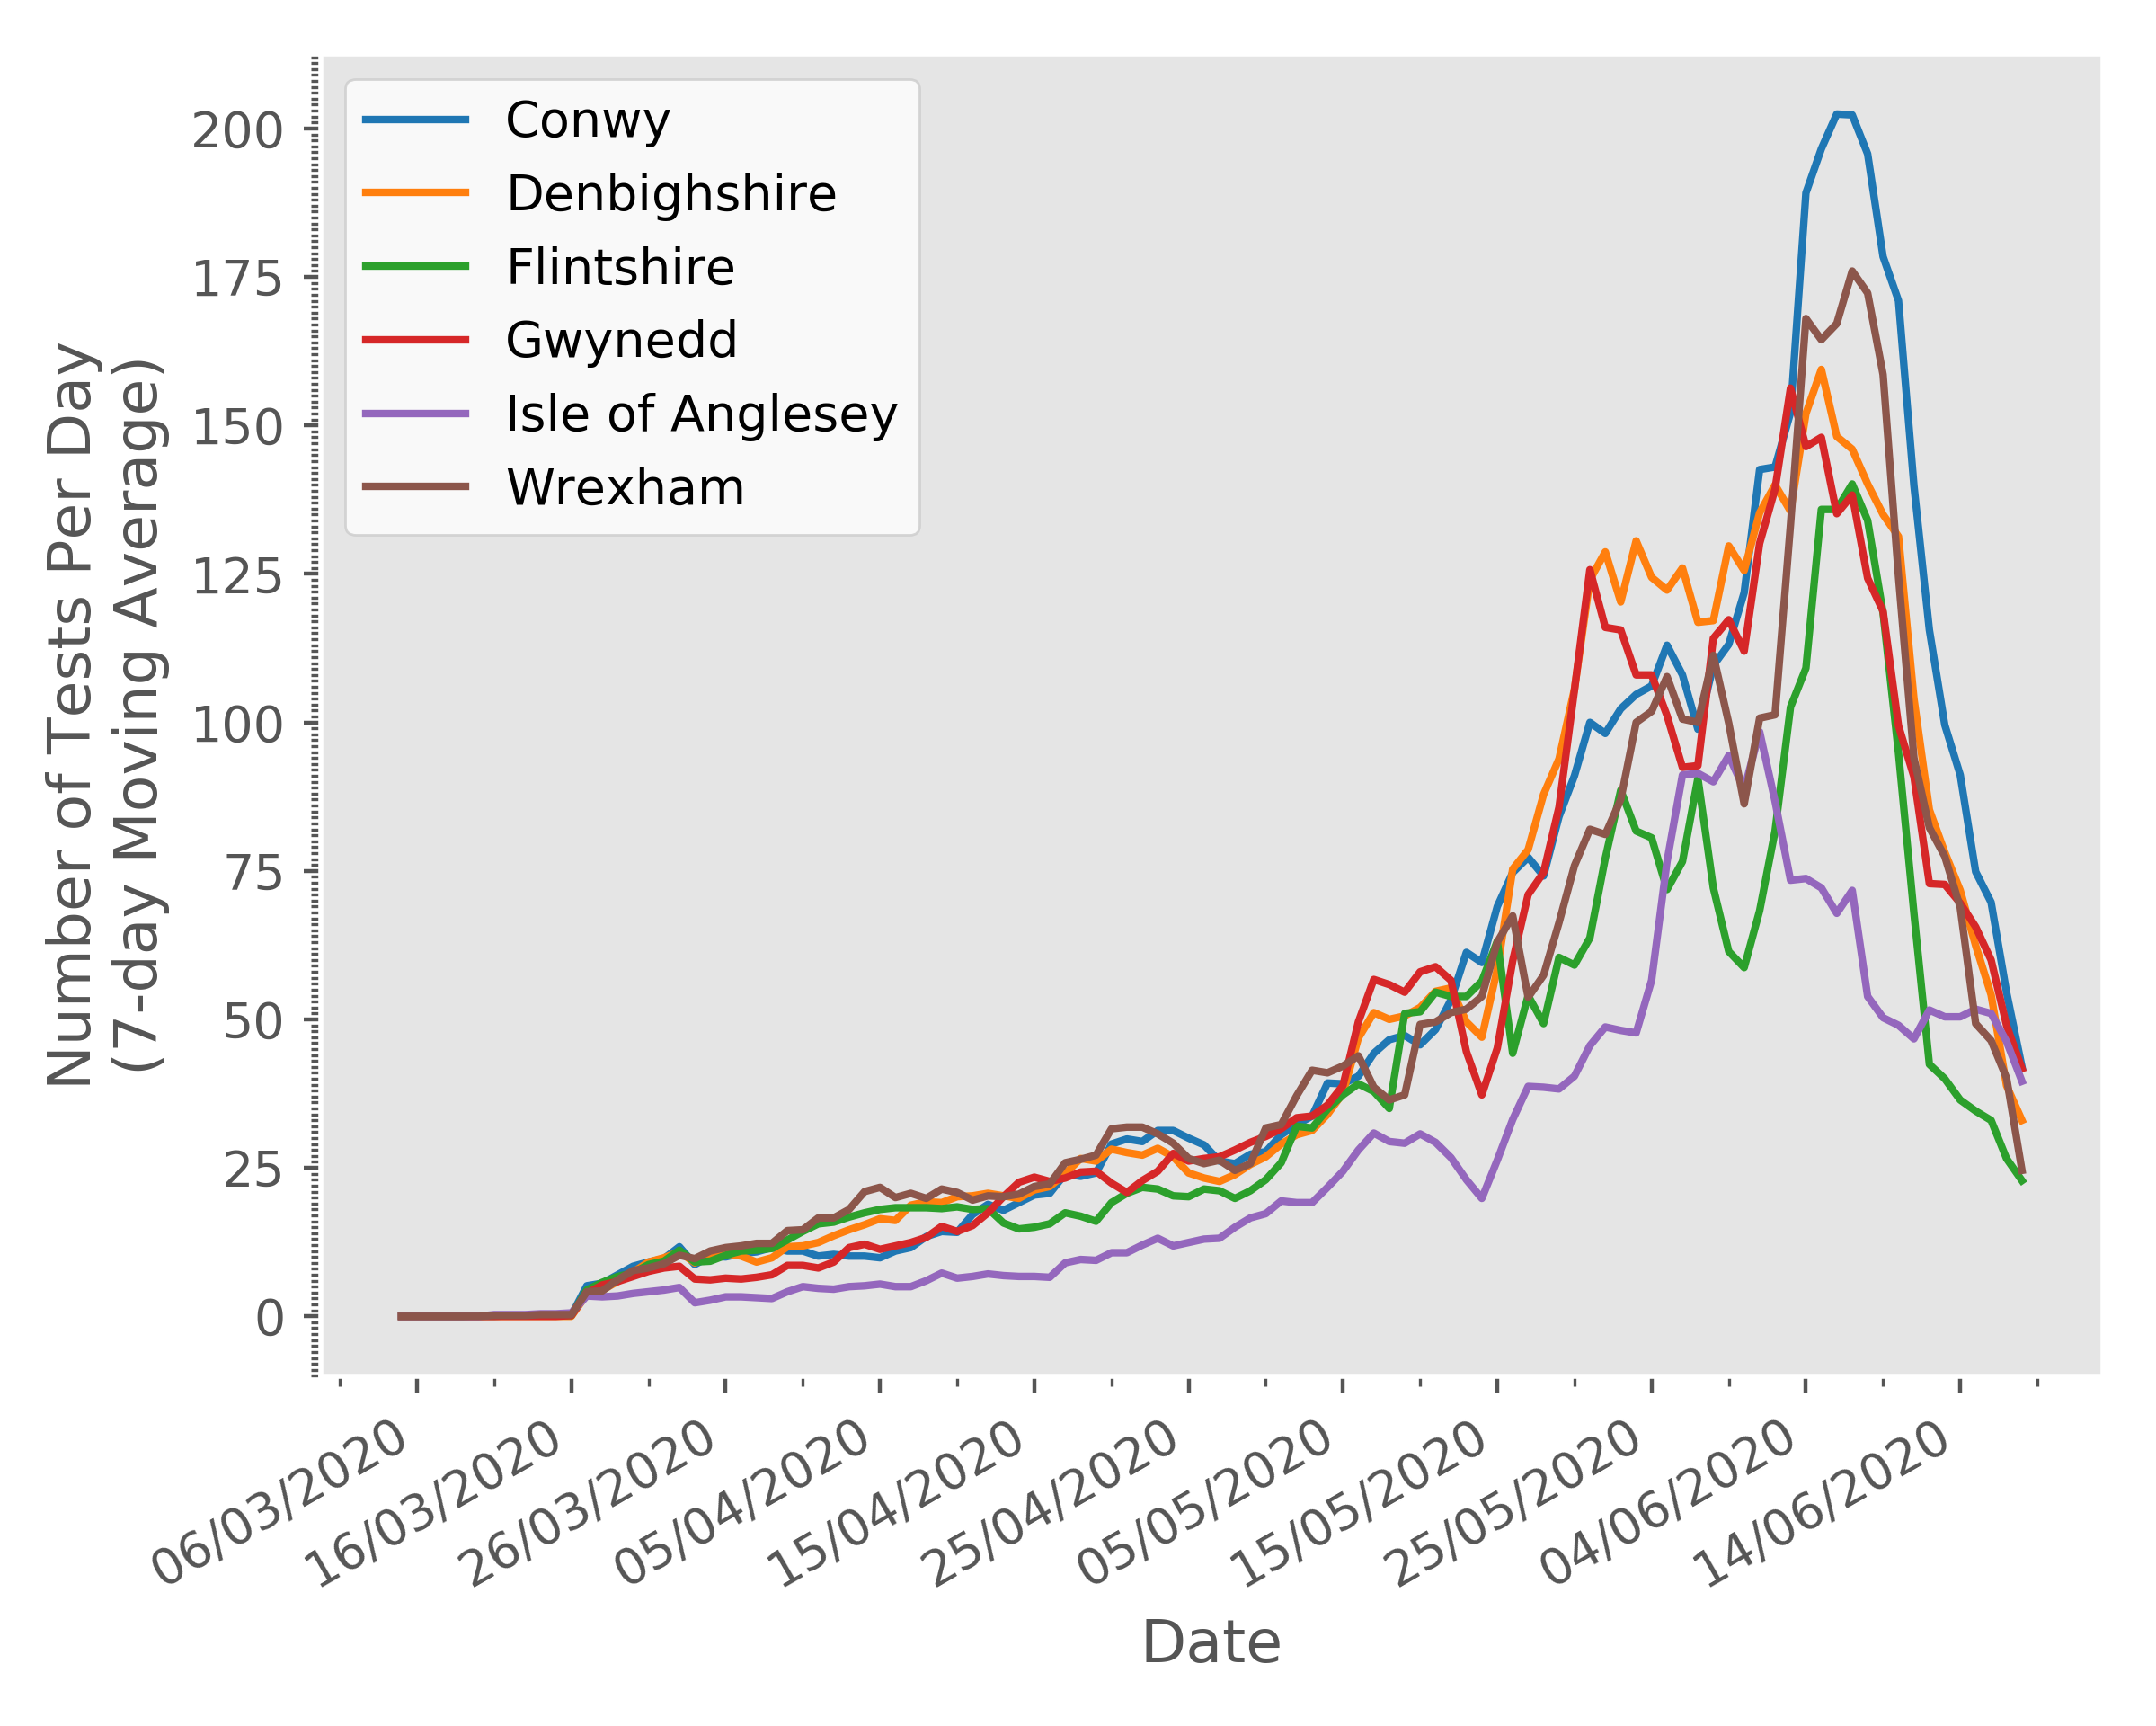 Number of Tests Per Day
(7-day Moving Average)
200
175
150
125
100
75
50
25
0
Conwy
Denbighshire
Flintshire
Gwynedd
Isle of Anglesey
Wrexham
06/03/2020
16/03/2020
26/03/2020
05/04/2020
15/04/2020
25/04/2020
05/05/2020
15/05/2020
25/05/2020
04/06/2020
14/06/2020
Date